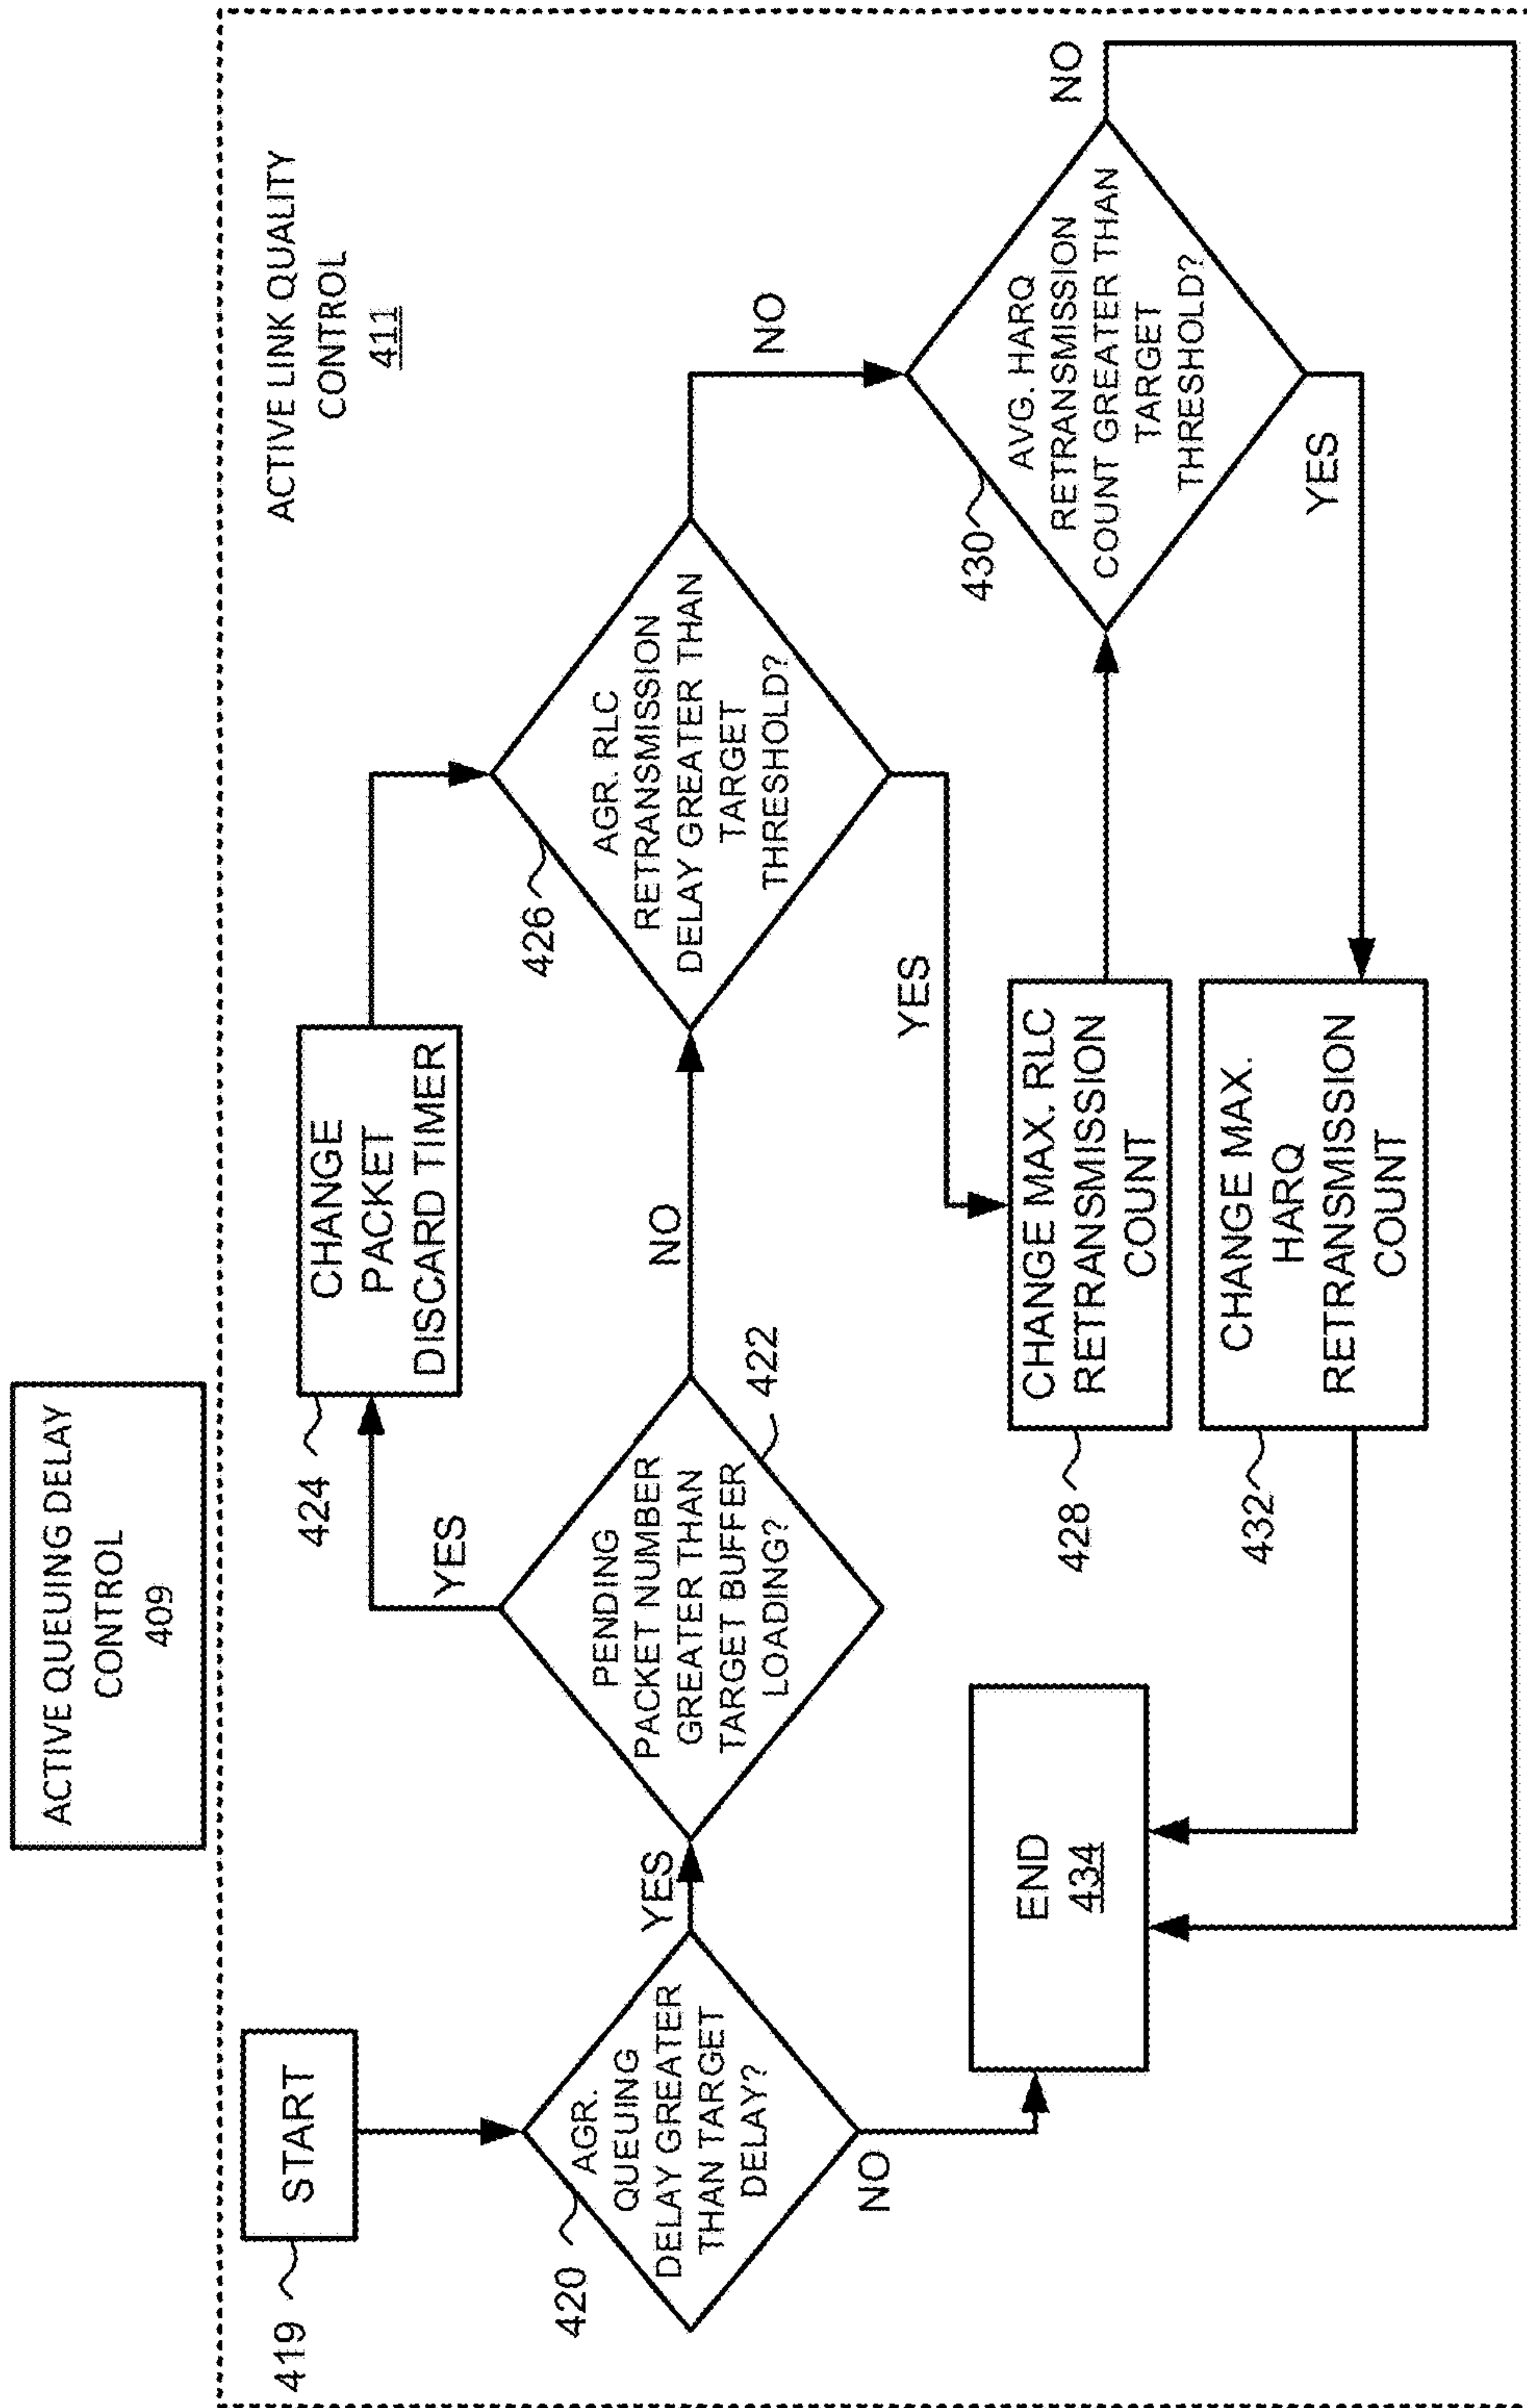 ACTIVE QUEUING DELAY
CONTROL
409
ACTIVE LINK QUALITY
CONTROL
411
419
START
420
AGR.
QUEUING
DELAY GREATER
THAN TARGET
DELAY?
YES
NO
PENDING
PACKET NUMBER
GREATER THAN
TARGET BUFFER
LOADING?
422
YES
NO
424
CHANGE
PACKET
DISCARD TIMER
426
AGR. RLC
RETRANSMISSION
DELAY GREATER THAN
TARGET
THRESHOLD?
NO
YES
428
CHANGE MAX. RLC
RETRANSMISSION
COUNT
430
AVG. HARQ
RETRANSMISSION
COUNT GREATER THAN
TARGET
THRESHOLD?
NO
YES
432
CHANGE MAX.
HARQ
RETRANSMISSION
COUNT
END
434